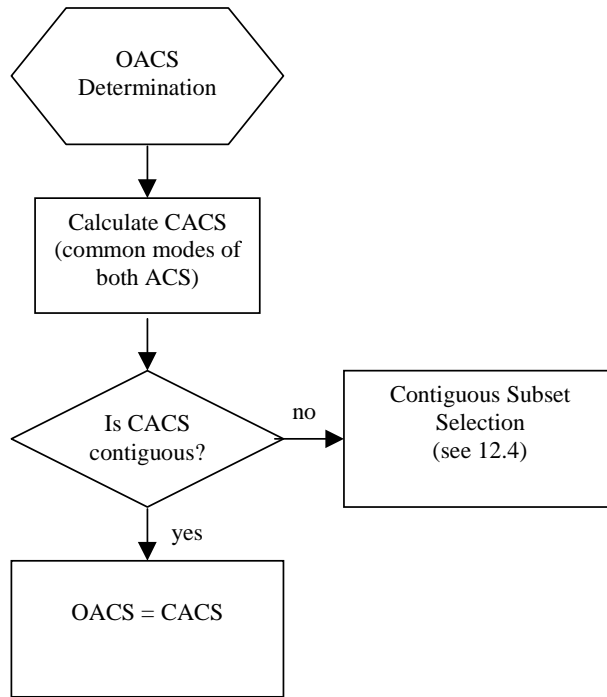 OACS
Determination
Calculate CACS
(common modes of
both ACS)
Is CACS
contiguous?
no
Contiguous Subset
Selection
(see 12.4)
yes
OACS = CACS